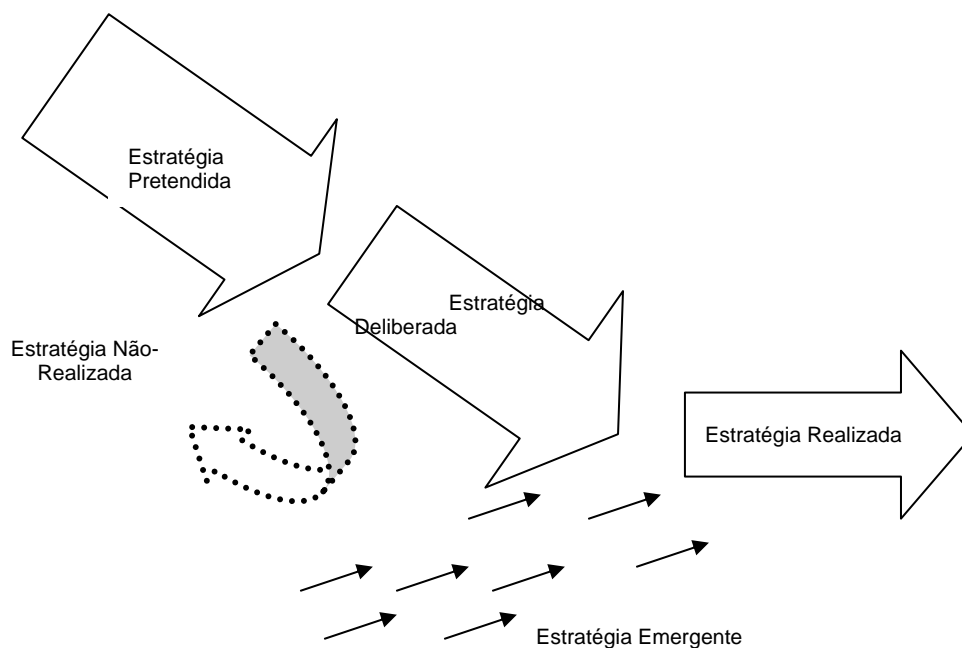 Estratégia
Pretendida
Estratégia
Deliberada
Estratégia Não-
Realizada
Estratégia Realizada
Estratégia Emergente